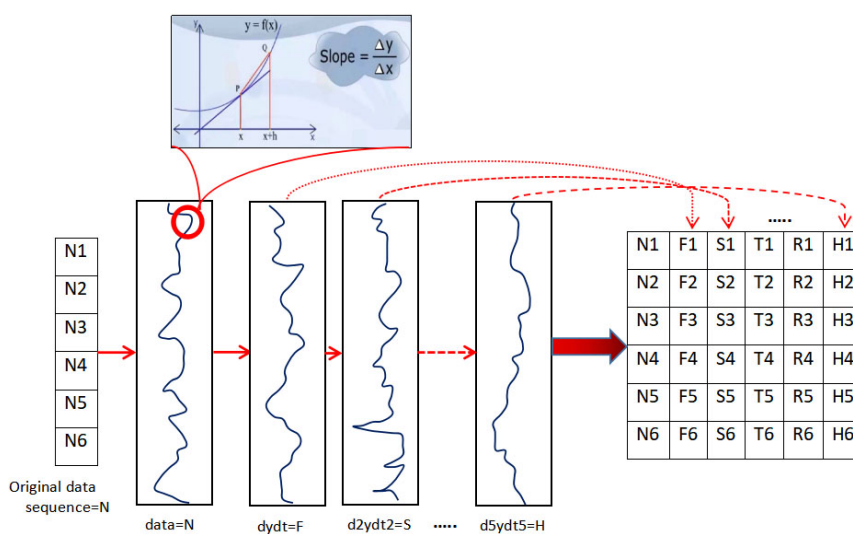 y
y = f(x)
Q
P
x
x+h
x
Slope = Δy
Δx
.....
N1
N2
N3
N4
N5
N6
N1 F1 S1 T1 R1 H1
N2 F2 S2 T2 R2 H2
N3 F3 S3 T3 R3 H3
N4 F4 S4 T4 R4 H4
N5 F5 S5 T5 R5 H5
N6 F6 S6 T6 R6 H6
Original data
sequence=N
data=N
dydt=F
d2ydt2=S
.....
d5ydt5=H